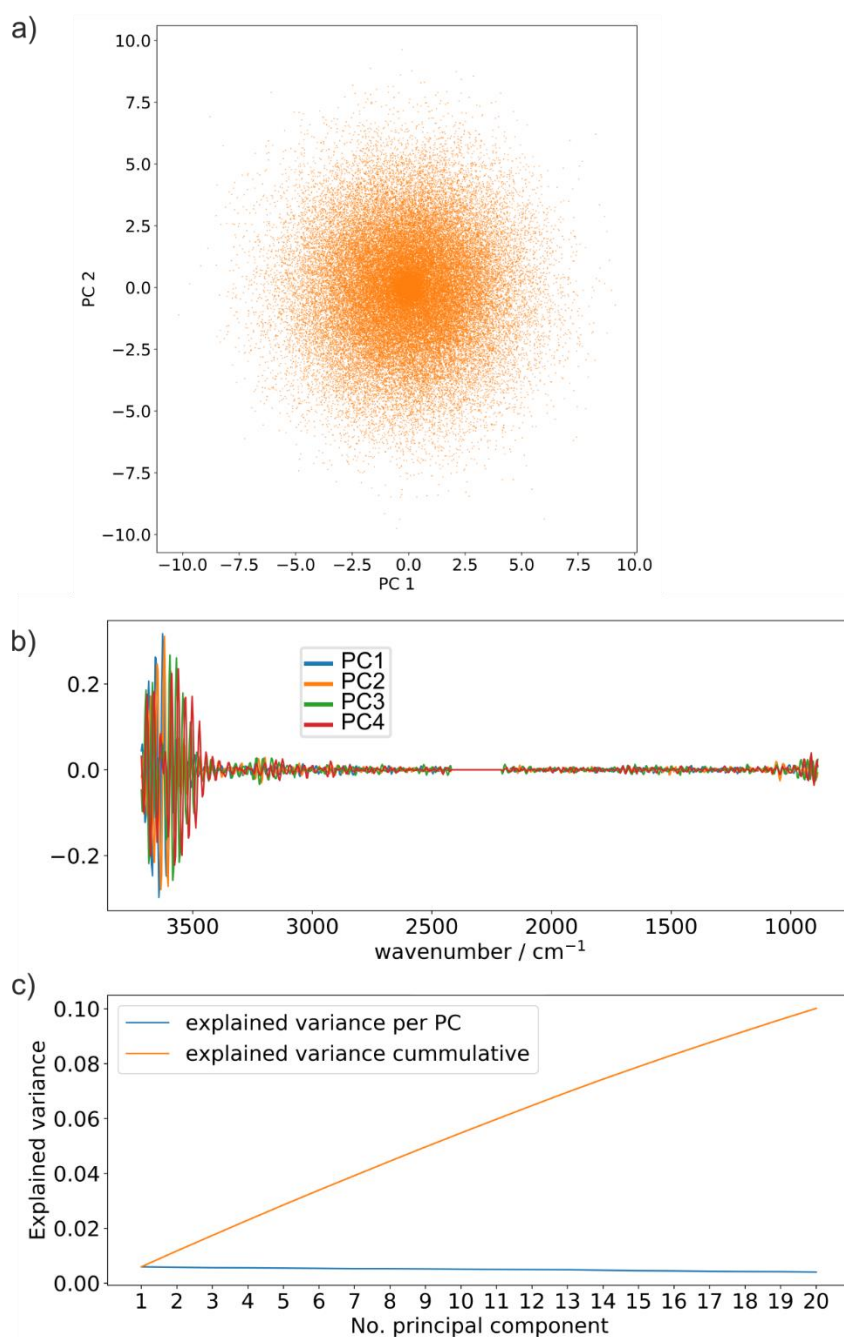 a)
10.0
7.5
5.0
2.5
0.0
−2.5
−5.0
−7.5
−10.0
PC 2
−10.0 −7.5 −5.0 −2.5 0.0 2.5 5.0 7.5 10.0
PC 1
b)
0.2
0.0
−0.2
PC1
PC2
PC3
PC4
3500 3000 2500 2000 1500 1000
wavenumber / cm⁻¹
c)
0.10
0.08
0.06
0.04
0.02
0.00
Explained variance
explained variance per PC
explained variance cummulative
1 2 3 4 5 6 7 8 9 10 11 12 13 14 15 16 17 18 19 20
No. principal component